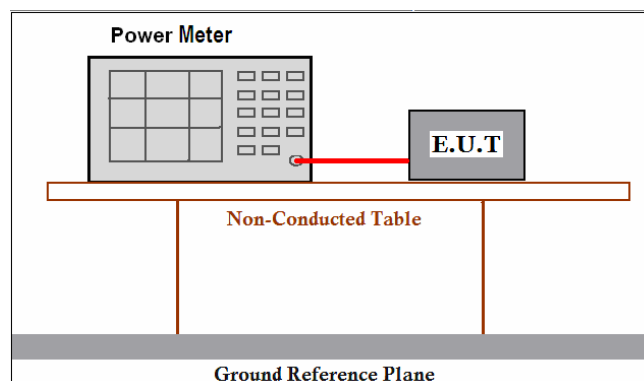 Power Meter
E.U.T
Non-Conducted Table
Ground Reference Plane